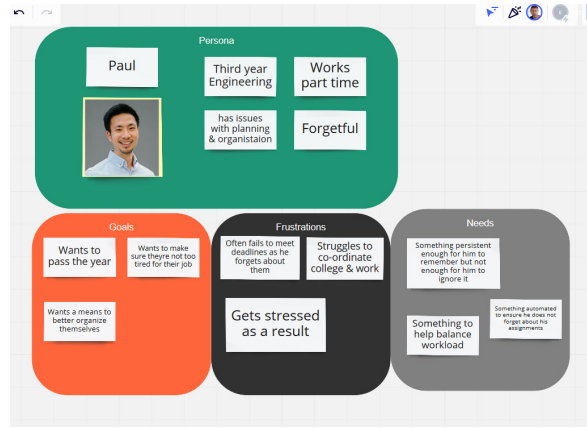 Persona
Paul
Third year
Engineering
Works
part time
has issues
with planning
& organistaion
Forgetful
Goals
Wants to
pass the year
Wants to make
sure theyre not too
tired for their job
Wants a means to
better organize
themselves
Frustrations
Often fails to meet
deadlines as he
forgets about
them
Struggles to
co-ordinate
college & work
Gets stressed
as a result
Needs
Something persistent
enough for him to
remember but not
enough for him to
ignore it
Something automated
to ensure he does not
forget about his
assignments
Something to
help balance
workload